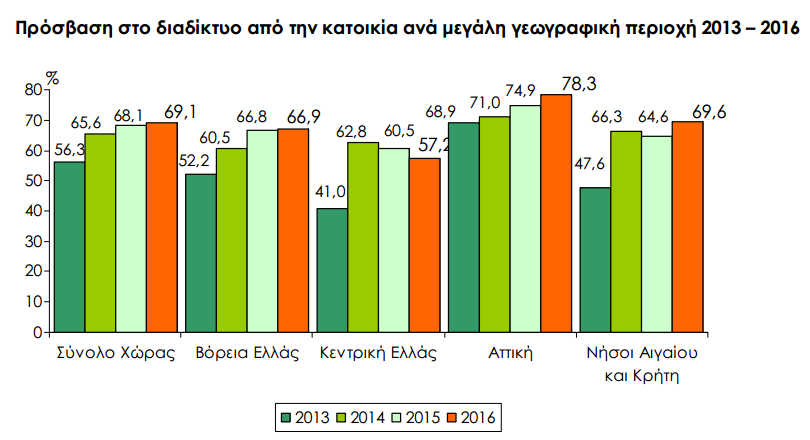 Πρόσβαση στο διαδίκτυο από την κατοικία ανά μεγάλη γεωγραφική περιοχή 2013 – 2016
%
80
70
60
50
40
30
20
10
0
56,3 65,6 68,1 69,1
52,2 60,5 66,8 66,9
41,0 62,8 60,5 57,2
68,9 71,0 74,9 78,3
47,6 66,3 64,6 69,6
Σύνολο Χώρας Βόρεια Ελλάς Κεντρική Ελλάς Αττική Νήσοι Αιγαίου
και Κρήτη
2013 2014 2015 2016